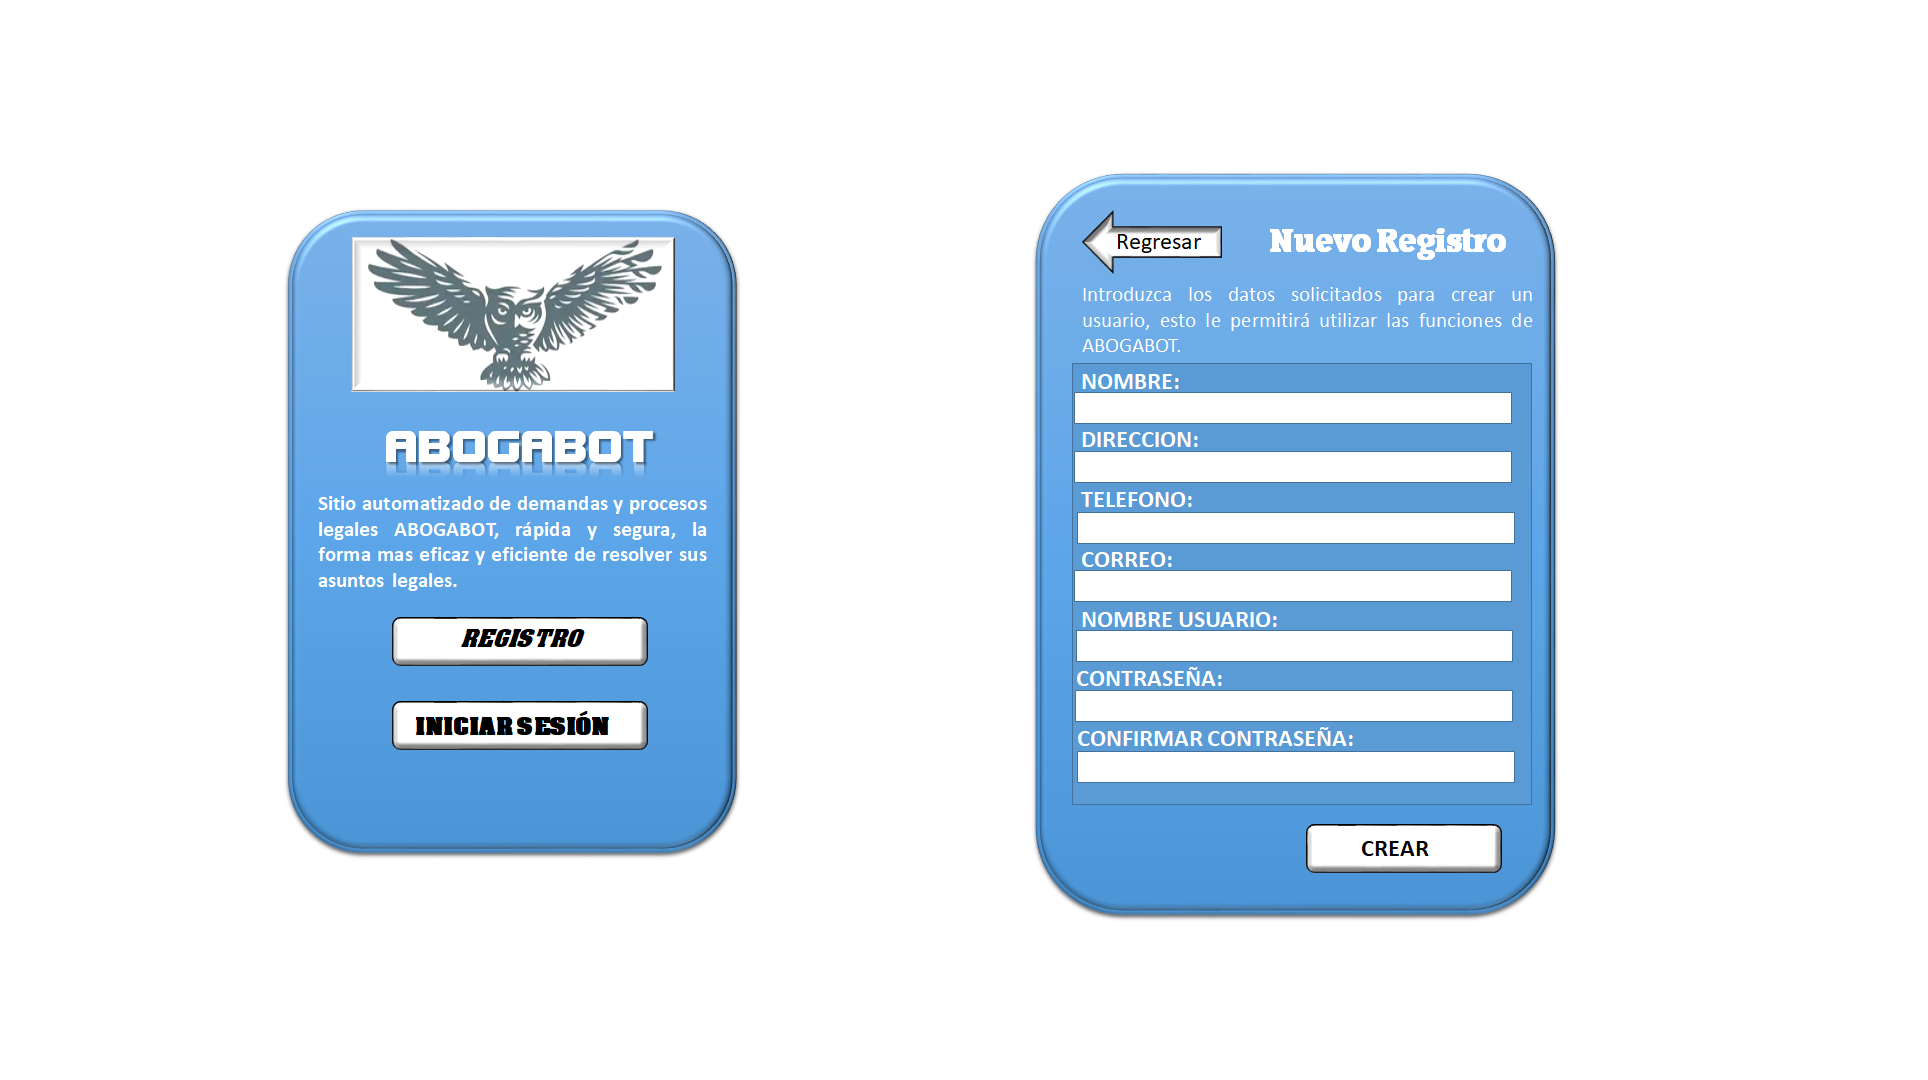 ABOGABOT
Sitio automatizado de demandas y procesos
legales ABOGABOT, rápida y segura, la
forma mas eficaz y eficiente de resolver sus
asuntos legales.
REGISTRO
INICIAR SESIÓN
Regresar
Nuevo Registro
Introduzca los datos solicitados para crear un
usuario, esto le permitirá utilizar las funciones de
ABOGABOT.
NOMBRE:
DIRECCION:
TELEFONO:
CORREO:
NOMBRE USUARIO:
CONTRASEÑA:
CONFIRMAR CONTRASEÑA:
CREAR